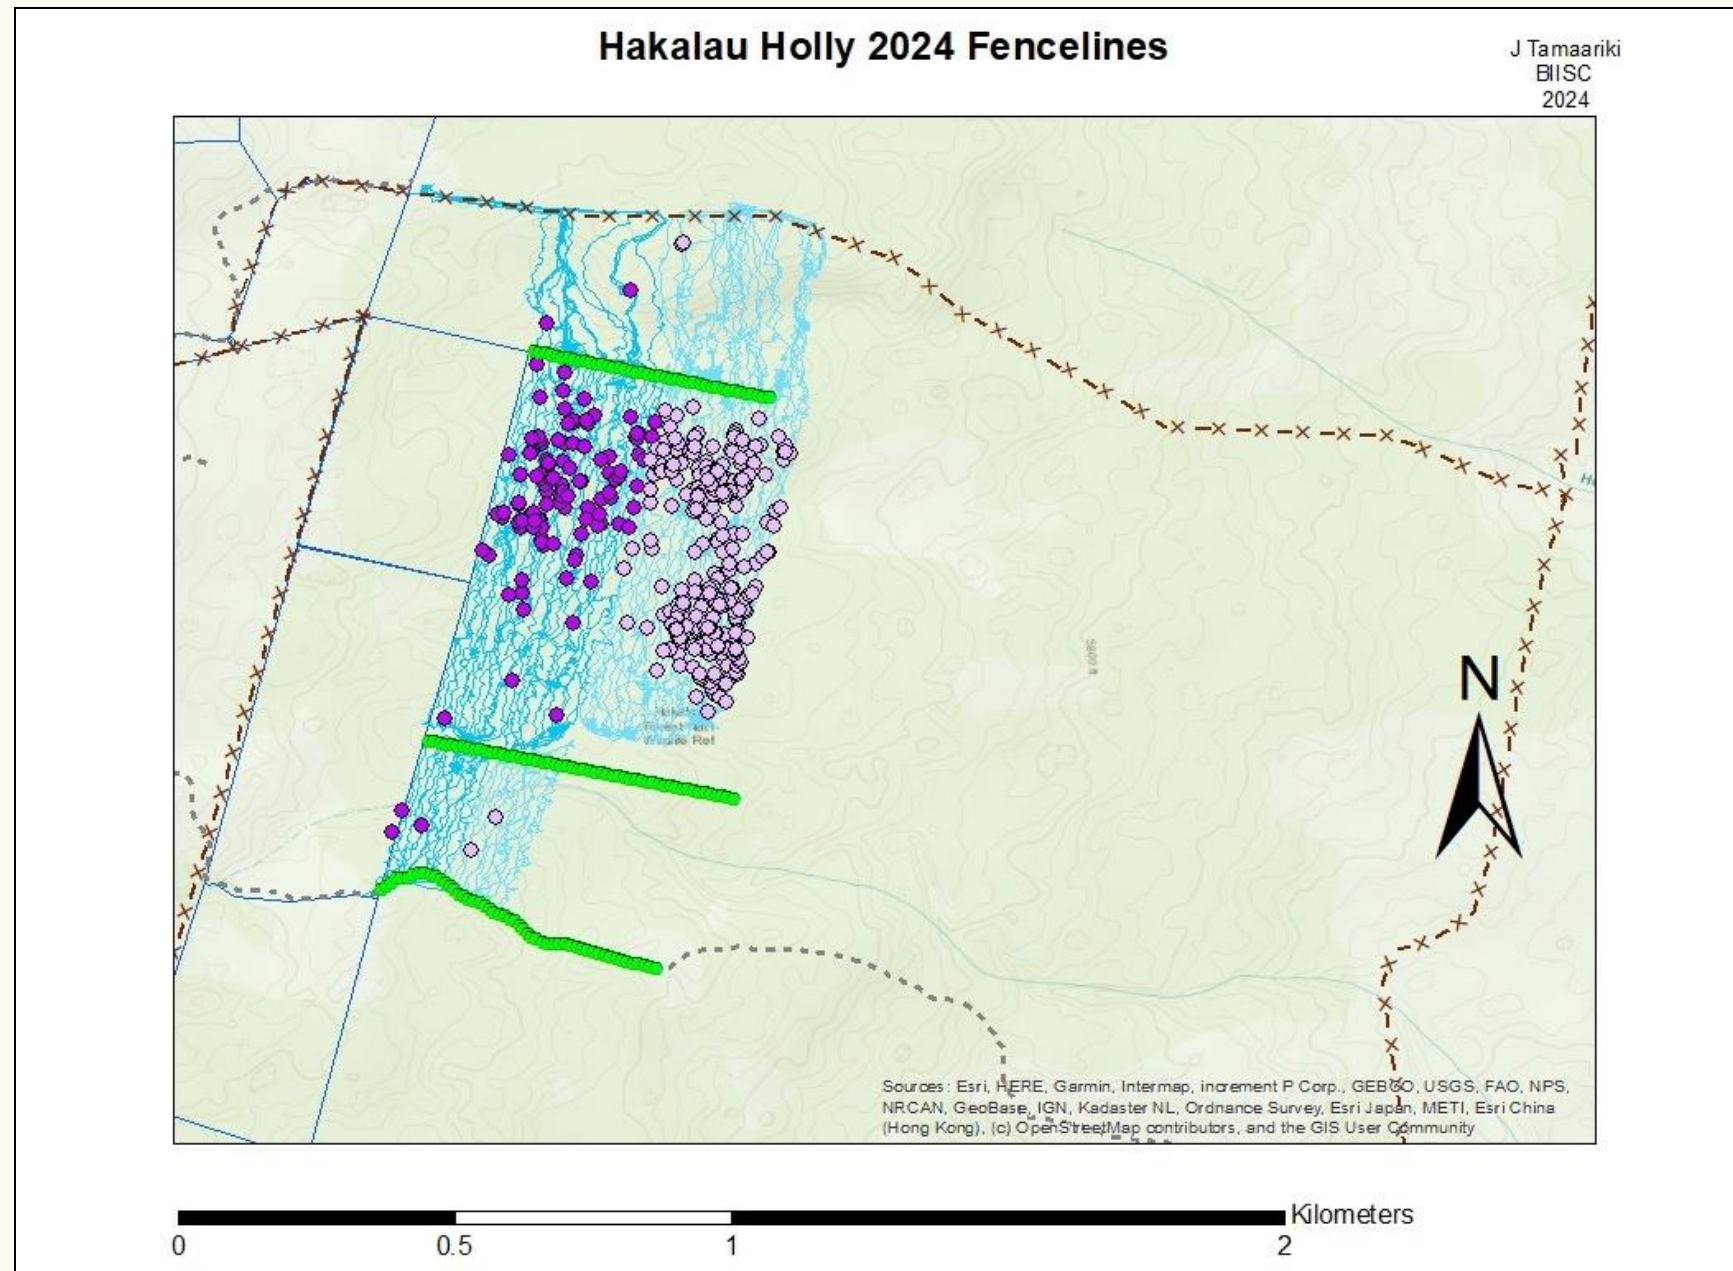 Hakalau Holly 2024 Fencelines
J Tamaariki
BIISC
2024
5800 ft
N
Sources: Esri, HERE, Garmin, Intermap, increment P Corp., GEBCO, USGS, FAO, NPS,
NRCAN, GeoBase, IGN, Kadaster NL, Ordnance Survey, Esri Japan, METI, Esri China
(Hong Kong), (c) OpenStreetMap contributors, and the GIS User Community
Kilometers
0 0.5 1 2